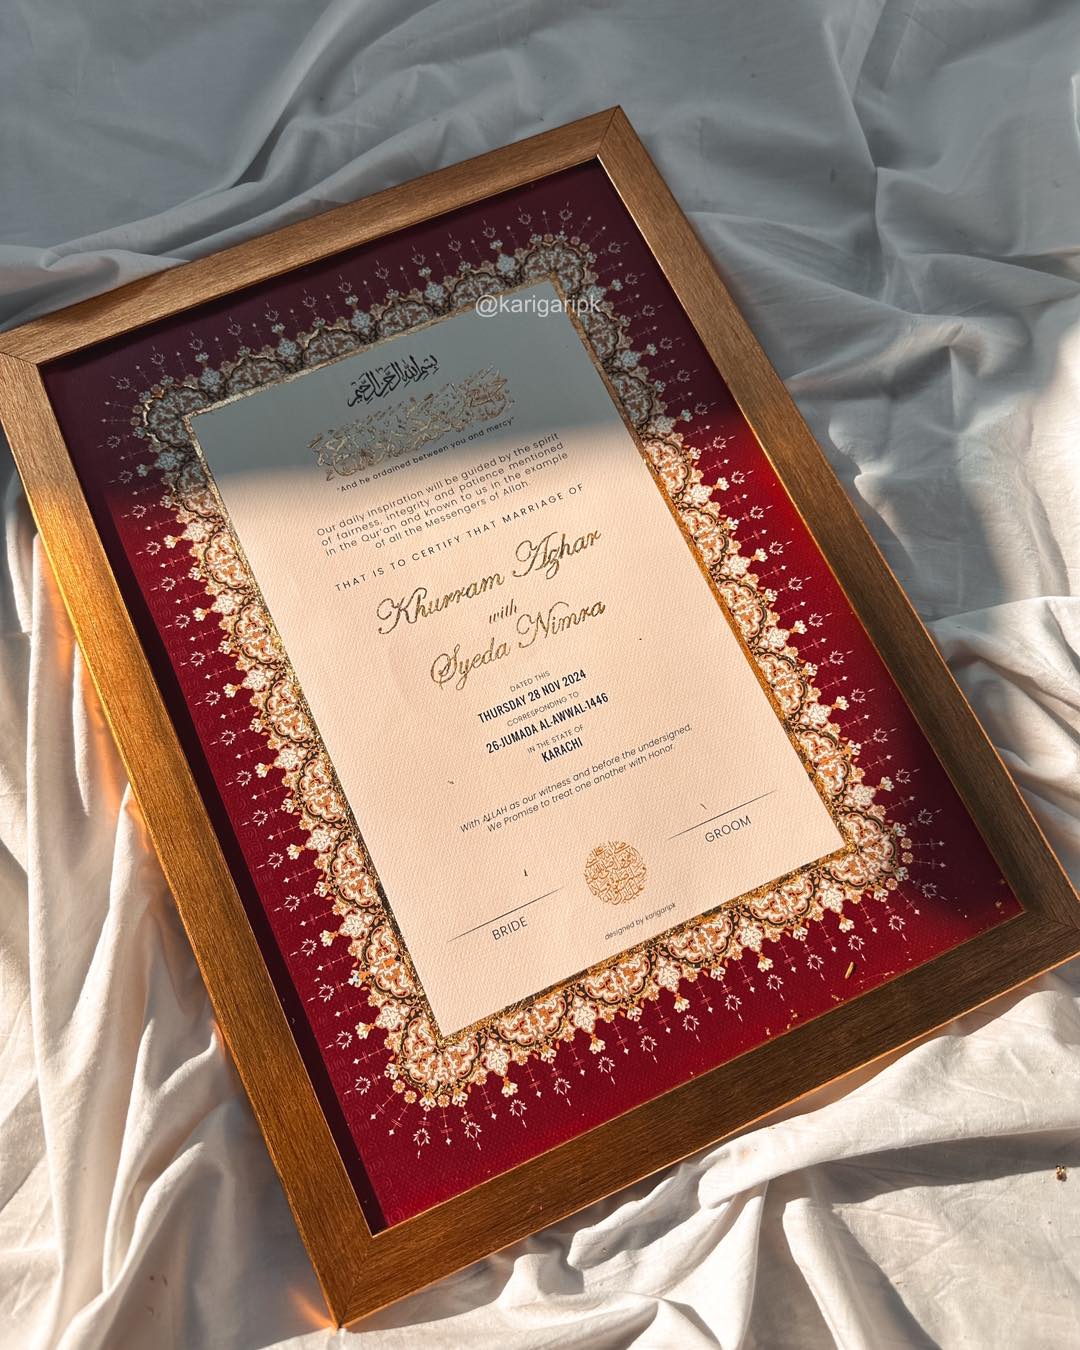 @karigaripk
بسم الله الرحمن الرحيم
"And he ordained between you and mercy"
Our daily inspiration will be guided by the spirit
of fairness, integrity and patience mentioned
in the Qur'an and known to us in the example
of all the Messengers of Allah.
THAT IS TO CERTIFY THAT MARRIAGE OF
Khurram Azhar
with
Syeda Nimra
DATED THIS
THURSDAY 28 NOV 2024
CORRESPONDING TO
26-JUMADA AL-AWWAL-1446
IN THE STATE OF
KARACHI
With ALLAH as our witness and before the undersigned,
We Promise to treat one another with Honor.
BRIDE
GROOM
designed by karigaripk